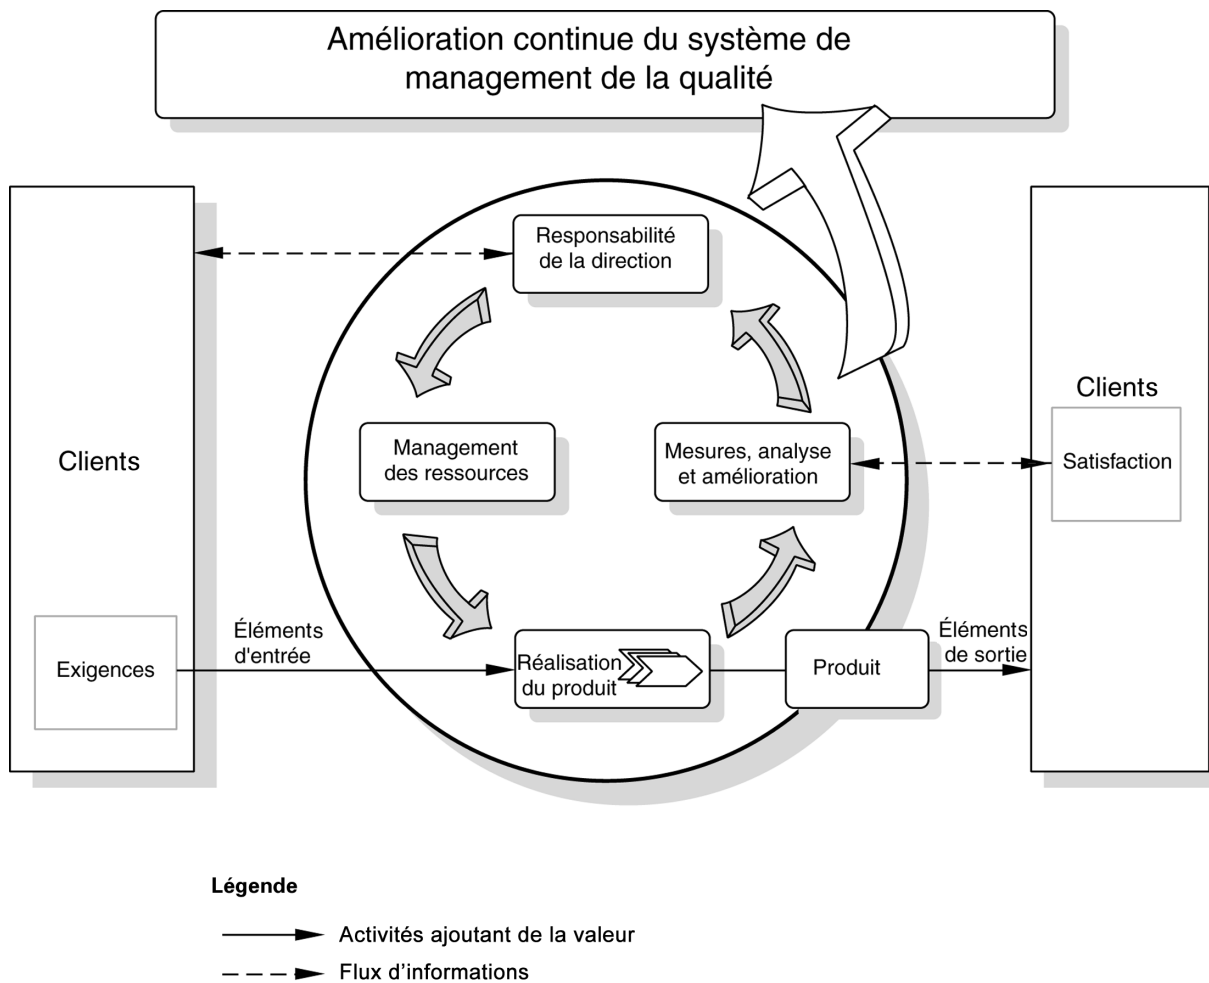 Amélioration continue du système de
management de la qualité
Responsabilité
de la direction
Clients
Clients
Management
des ressources
Mesures, analyse
et amélioration
Satisfaction
Exigences
Éléments
d'entrée
Réalisation
du produit
Produit
Éléments
de sortie
Légende
Activités ajoutant de la valeur
Flux d’informations